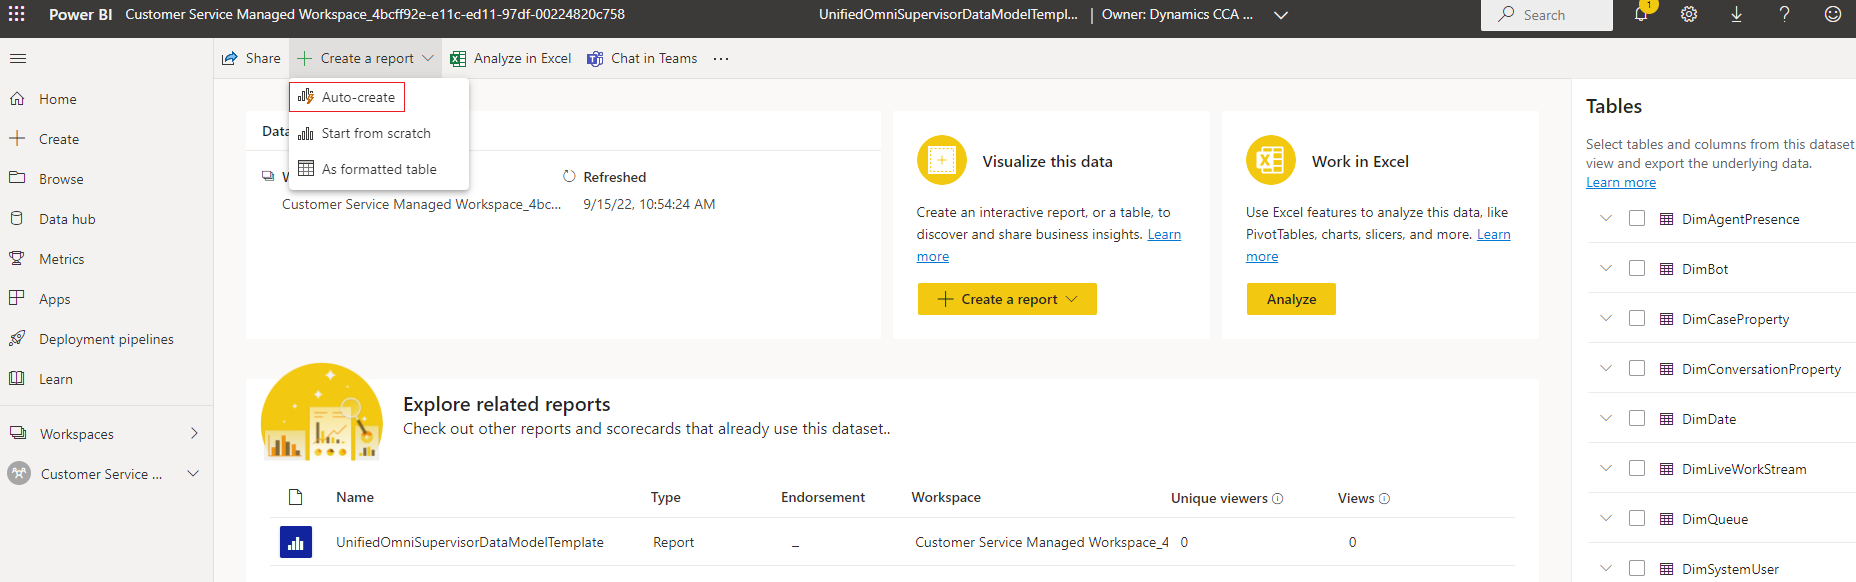 Power BI Customer Service Managed Workspace_4bcff92e-e11c-ed11-97df-00224820c758 UnifiedOmniSupervisorDataModelTempl... | Owner: Dynamics CCA ... Search 1
Share Create a report Analyze in Excel Chat in Teams ...
Auto-create
Start from scratch
As formatted table
Home
Create
Browse
Data hub
Metrics
Apps
Deployment pipelines
Learn
Workspaces
Customer Service ...
Refreshed
Customer Service Managed Workspace_4bc... 9/15/22, 10:54:24 AM
Visualize this data
Create an interactive report, or a table, to
discover and share business insights. Learn
more
Create a report
Work in Excel
Use Excel features to analyze this data, like
PivotTables, charts, slicers, and more. Learn
more
Analyze
Explore related reports
Check out other reports and scorecards that already use this dataset..
Name Type Endorsement Workspace Unique viewers Views
UnifiedOmniSupervisorDataModelTemplate Report – Customer Service Managed Workspace_4 0 0
Tables
Select tables and columns from this dataset
view and export the underlying data.
Learn more
DimAgentPresence
DimBot
DimCaseProperty
DimConversationProperty
DimDate
DimLiveWorkStream
DimQueue
DimSystemUser